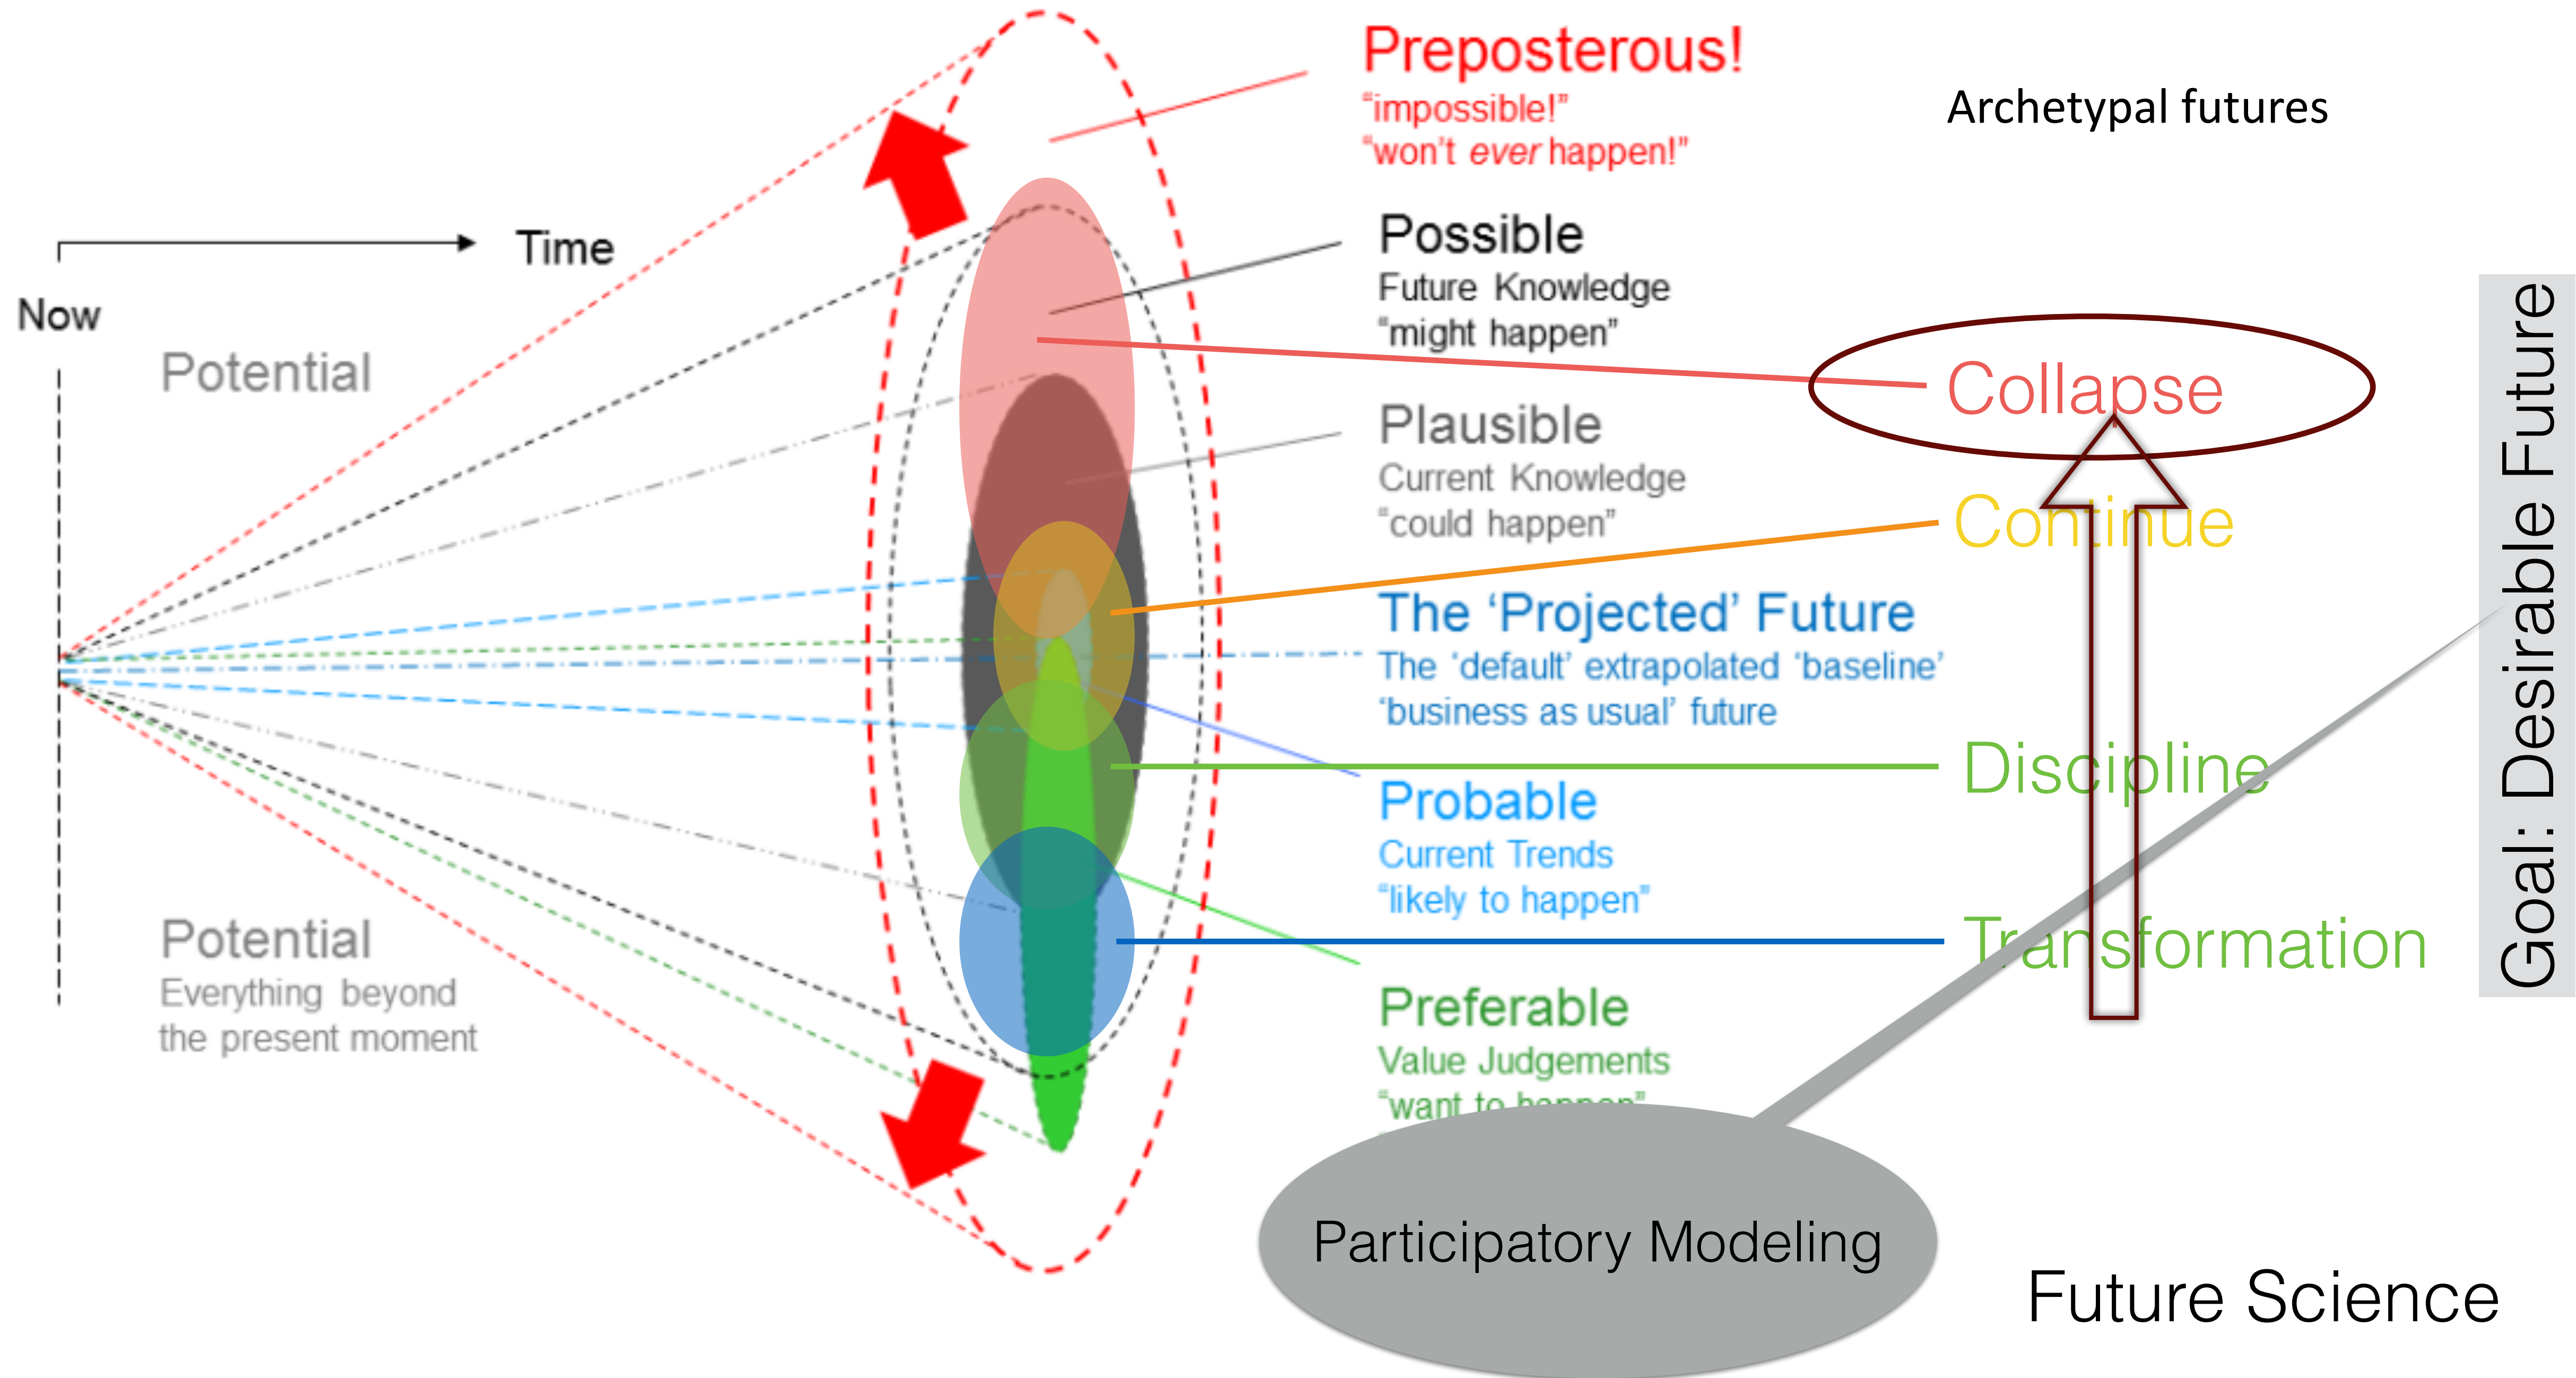 Preposterous!
“impossible!”
“won’t ever happen!”
Archetypal futures
Time
Now
Potential
Possible
Future Knowledge
“might happen”
Collapse
Plausible
Current Knowledge
“could happen”
Continue
The ‘Projected’ Future
The ‘default’ extrapolated ‘baseline’
‘business as usual’ future
Discipline
Probable
Current Trends
“likely to happen”
Transformation
Potential
Everything beyond
the present moment
Preferable
Value Judgements
“want to happen”
Participatory Modeling
Future Science
Goal: Desirable Future